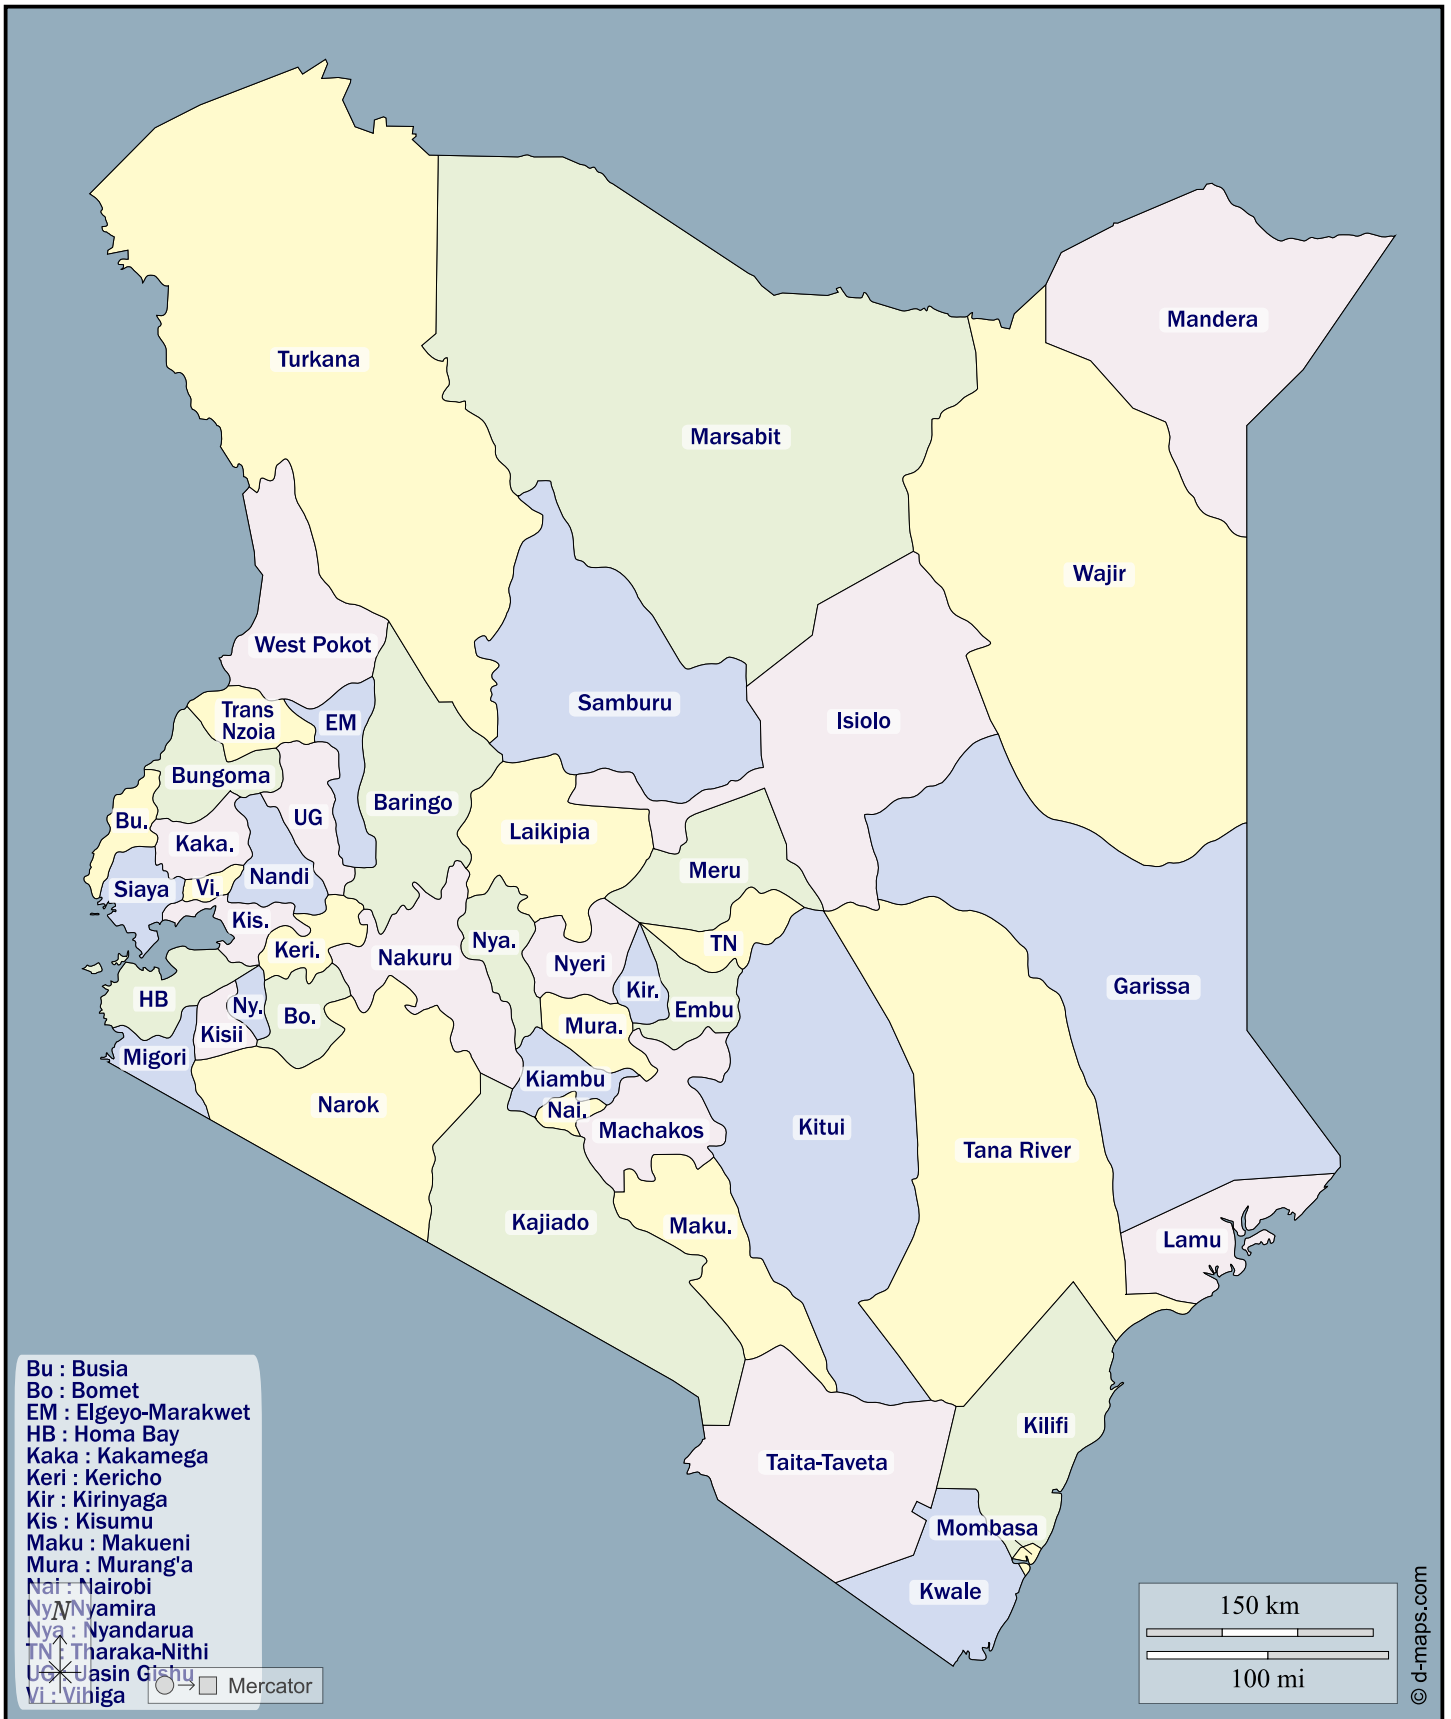 Turkana
Mandera
Marsabit
Wajir
West Pokot
Samburu
Trans
Nzoia
EM
Isiolo
Bungoma
Baringo
Bu.
UG
Laikipia
Kaka.
Meru
Siaya
Vi.
Nandi
Kis.
Keri.
Nakuru
Nya.
Nyeri
TN
Garissa
HB
Ny.
Kir.
Embu
Bo.
Kisii
Mura.
Migori
Kiambu
Narok
Nai.
Machakos
Kitui
Tana River
Kajiado
Maku.
Lamu
Kilifi
Taita-Taveta
Mombasa
Kwale
Bu : Busia
Bo : Bomet
EM : Elgeyo-Marakwet
HB : Homa Bay
Kaka : Kakamega
Keri : Kericho
Kir : Kirinyaga
Kis : Kisumu
Maku : Makueni
Mura : Murang'a
Nai : Nairobi
Ny : Nyamira
Nya : Nyandarua
TN : Tharaka-Nithi
UG : Uasin Gishu
Vi : Vihiga
N
Mercator
150 km
100 mi
© d-maps.com